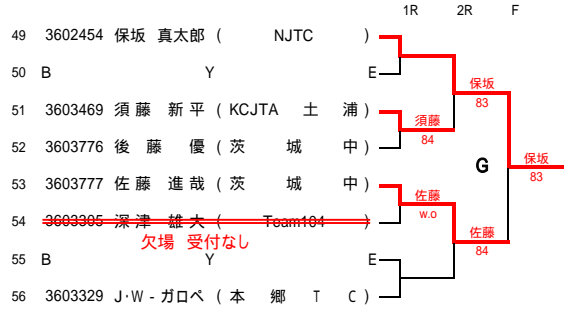 1R 2R F
49 3602454 保坂 真太郎 ( NJTC )
50 B Y E
保坂
83
51 3603469 須藤 新平 ( KCJTA 土浦 )
須藤
84
52 3603776 後藤 優 ( 茨城中 )
G
保坂
83
53 3603777 佐藤 進哉 ( 茨城中 )
佐藤
w.o
54 3603305 深津 雄大 ( Team104 )
欠場 受付なし
佐藤
84
55 B Y E
56 3603329 J･W-ガロペ ( 本郷TC )